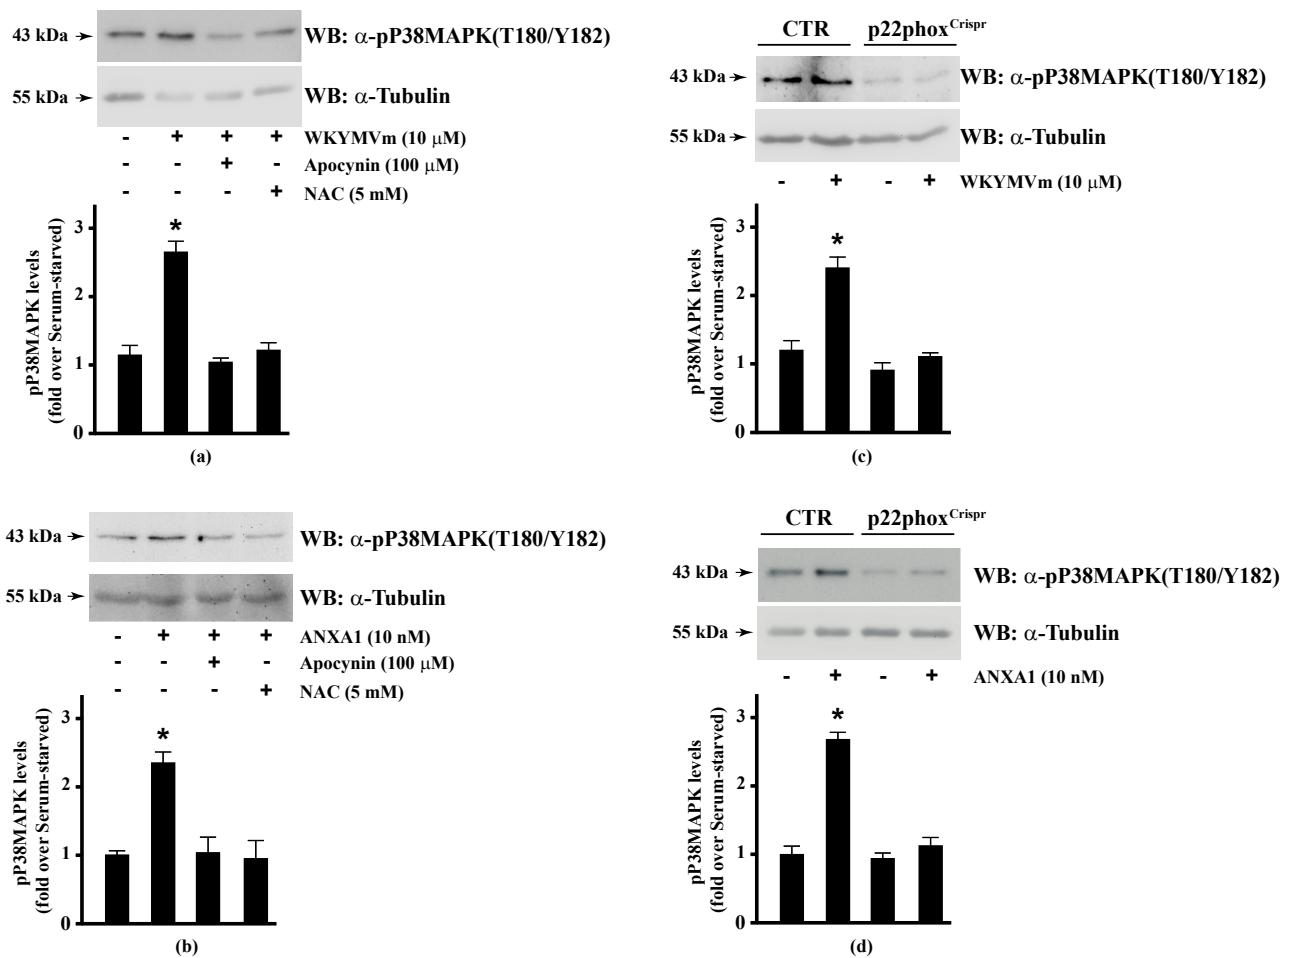 43 kDa
WB: α-pP38MAPK(T180/Y182)
55 kDa
WB: α-Tubulin
- + + + WKYMVm (10 μM)
- - + - Apocynin (100 μM)
- - - + NAC (5 mM)
pP38MAPK levels
(fold over Serum-starved)
3
2
1
0
*
(a)
43 kDa
WB: α-pP38MAPK(T180/Y182)
55 kDa
WB: α-Tubulin
- + + + ANXA1 (10 nM)
- - + - Apocynin (100 μM)
- - - + NAC (5 mM)
pP38MAPK levels
(fold over Serum-starved)
3
2
1
0
*
(b)
CTR p22phoxCrispr
43 kDa
WB: α-pP38MAPK(T180/Y182)
55 kDa
WB: α-Tubulin
- + - + WKYMVm (10 μM)
pP38MAPK levels
(fold over Serum-starved)
3
2
1
0
*
(c)
CTR p22phoxCrispr
43 kDa
WB: α-pP38MAPK(T180/Y182)
55 kDa
WB: α-Tubulin
- + - + ANXA1 (10 nM)
pP38MAPK levels
(fold over Serum-starved)
3
2
1
0
*
(d)